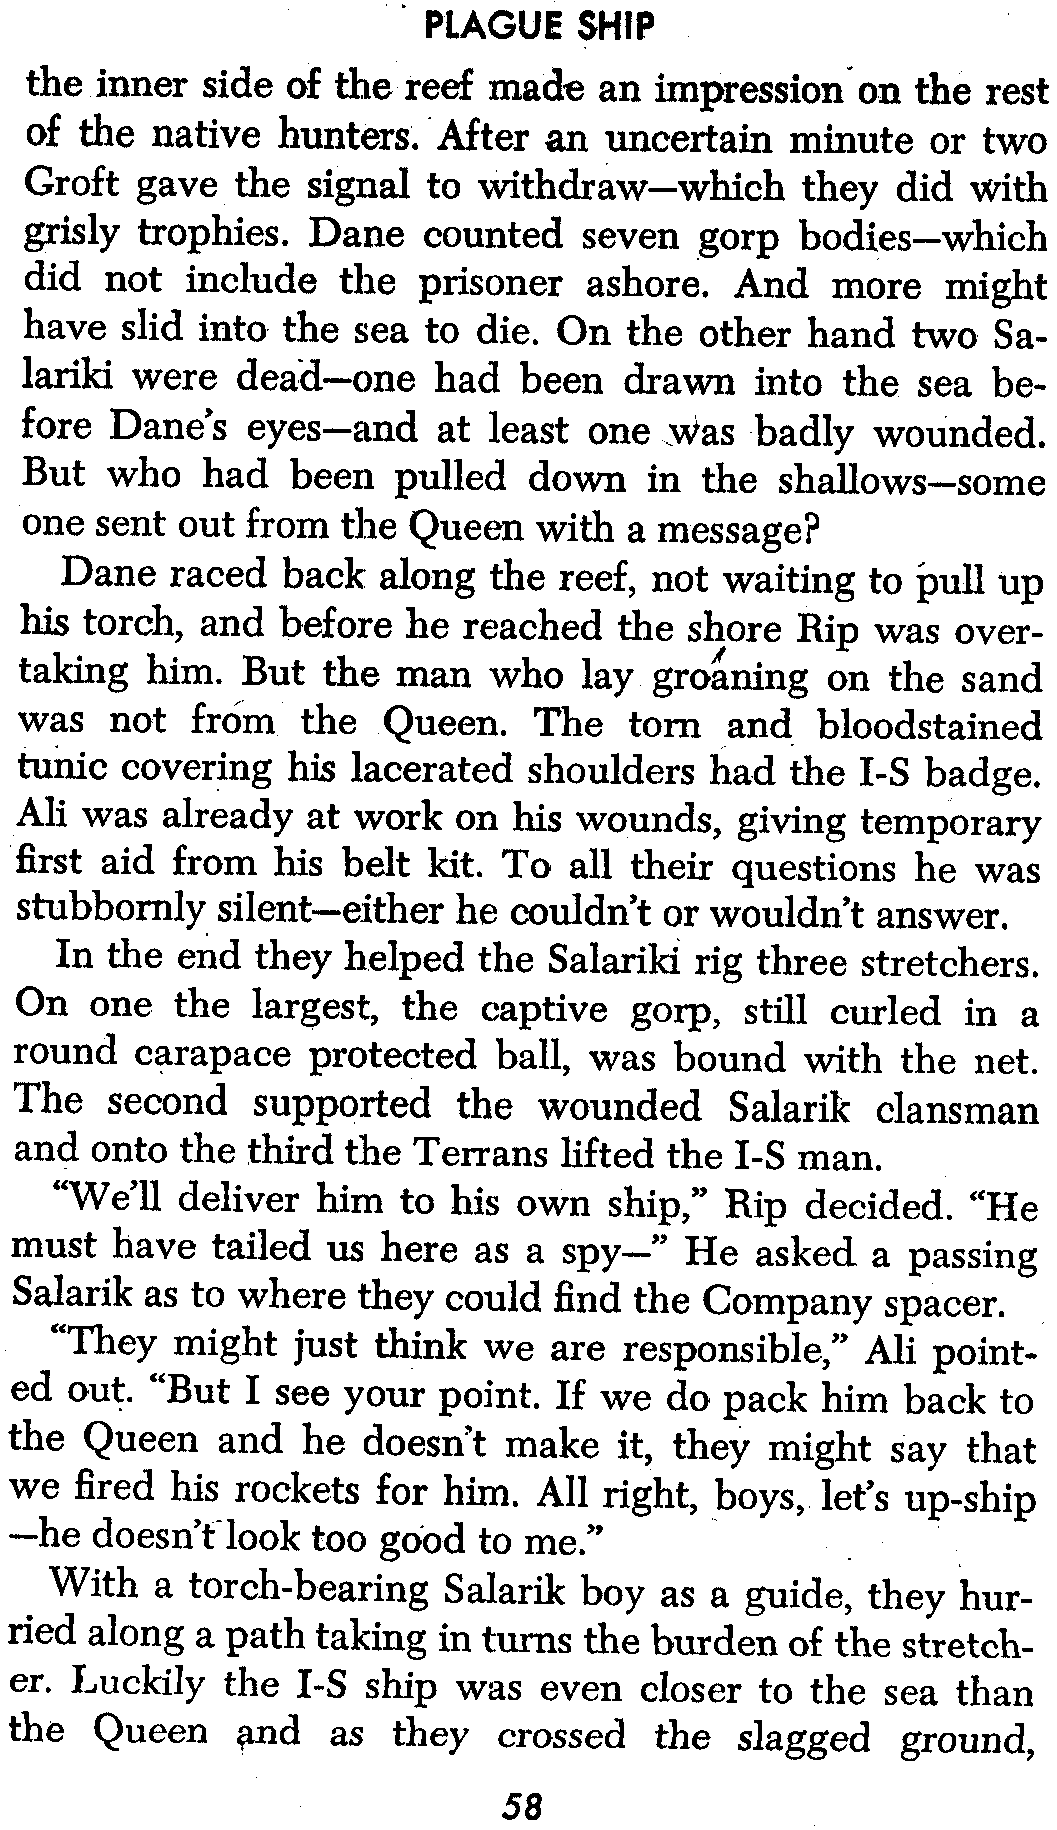 PLAGUE SHIP
the inner side of the reef made an impression on the rest
of the native hunters. After an uncertain minute or two
Groft gave the signal to withdraw—which they did with
grisly trophies. Dane counted seven gorp bodies—which
did not include the prisoner ashore. And more might
have slid into the sea to die. On the other hand two Sa-
lariki were dead—one had been drawn into the sea be-
fore Dane's eyes—and at least one was badly wounded.
But who had been pulled down in the shallows—some
one sent out from the Queen with a message?
Dane raced back along the reef, not waiting to pull up
his torch, and before he reached the shore Rip was over-
taking him. But the man who lay groaning on the sand
was not from the Queen. The torn and bloodstained
tunic covering his lacerated shoulders had the I-S badge.
Ali was already at work on his wounds, giving temporary
first aid from his belt kit. To all their questions he was
stubbornly silent—either he couldn't or wouldn't answer.
In the end they helped the Salariki rig three stretchers.
On one the largest, the captive gorp, still curled in a
round carapace protected ball, was bound with the net.
The second supported the wounded Salarik clansman
and onto the third the Terrans lifted the I-S man.
"We'll deliver him to his own ship," Rip decided. "He
must have tailed us here as a spy—" He asked a passing
Salarik as to where they could find the Company spacer.
"They might just think we are responsible," Ali point-
ed out. "But I see your point. If we do pack him back to
the Queen and he doesn't make it, they might say that
we fired his rockets for him. All right, boys, let's up-ship
—he doesn't look too good to me."
With a torch-bearing Salarik boy as a guide, they hur-
ried along a path taking in turns the burden of the stretch-
er. Luckily the I-S ship was even closer to the sea than
the Queen and as they crossed the slagged ground,
58